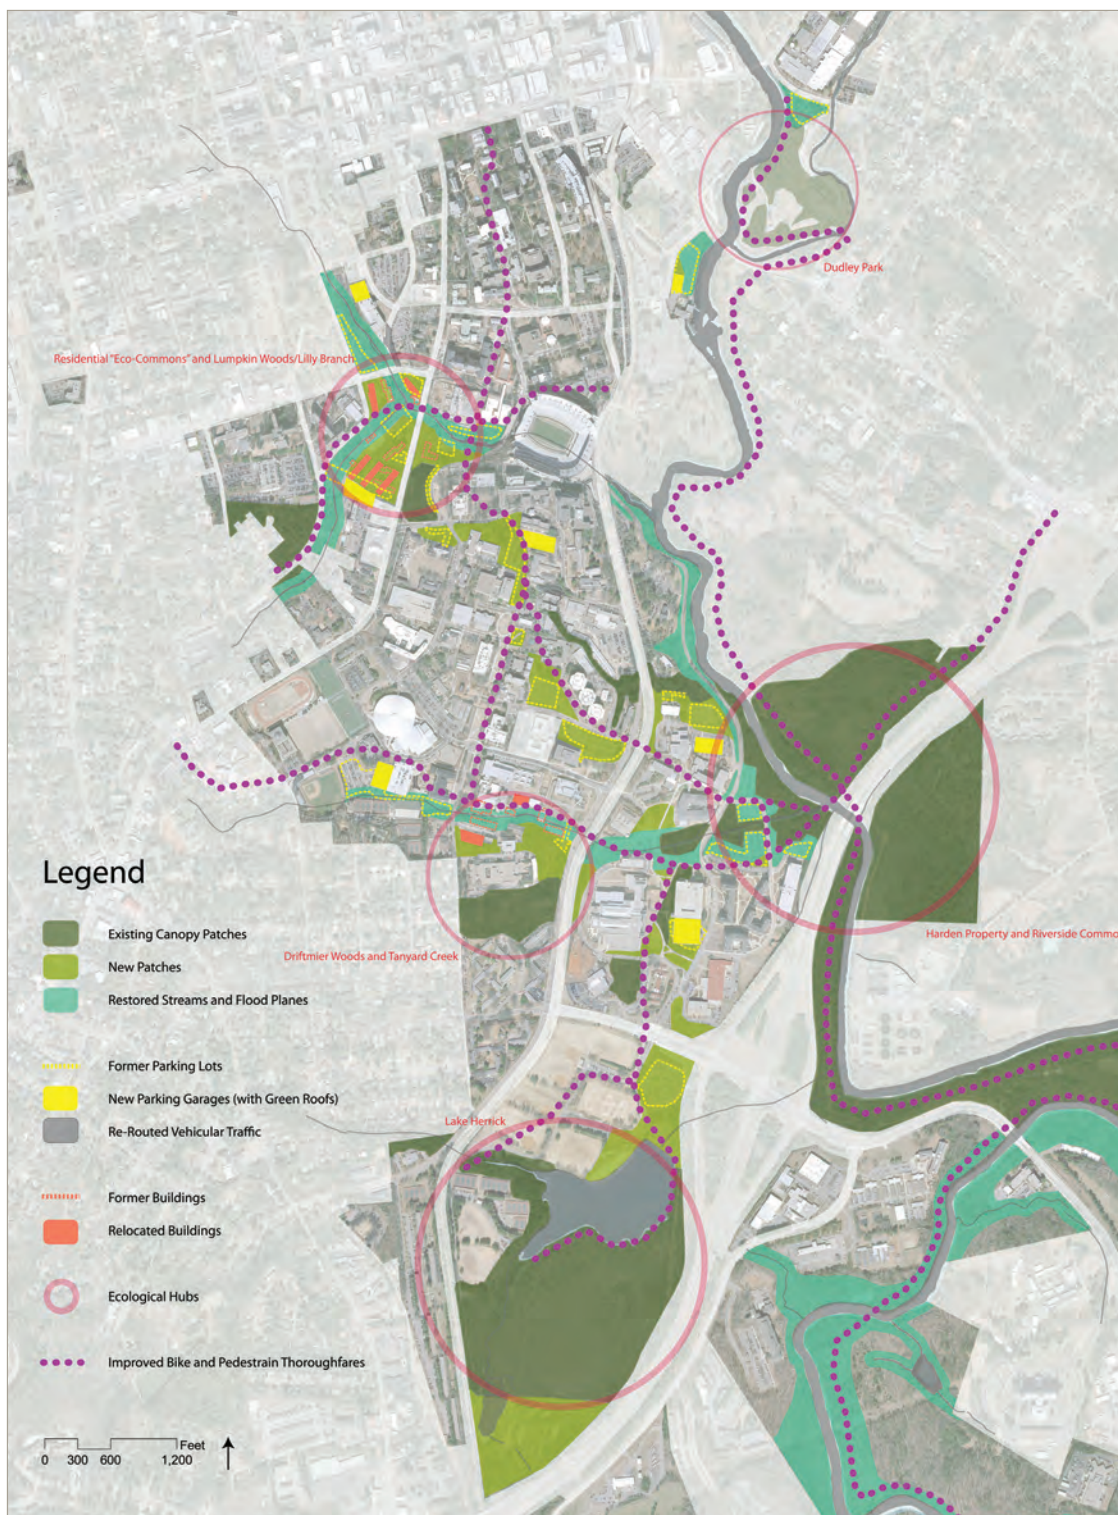 Dudley Park
Residential "Eco-Commons" and Lumpkin Woods/Lilly Branch
Harden Property and Riverside Commo
Driftmier Woods and Tanyard Creek
Lake Herrick
Legend
Existing Canopy Patches
New Patches
Restored Streams and Flood Planes
Former Parking Lots
New Parking Garages (with Green Roofs)
Re-Routed Vehicular Traffic
Former Buildings
Relocated Buildings
Ecological Hubs
Improved Bike and Pedestrain Thoroughfares
Feet
0 300 600 1,200